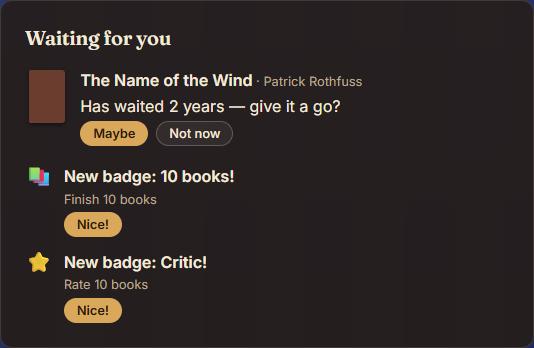 Waiting for you
The Name of the Wind · Patrick Rothfuss
Has waited 2 years — give it a go?
Maybe Not now
New badge: 10 books!
Finish 10 books
Nice!
New badge: Critic!
Rate 10 books
Nice!